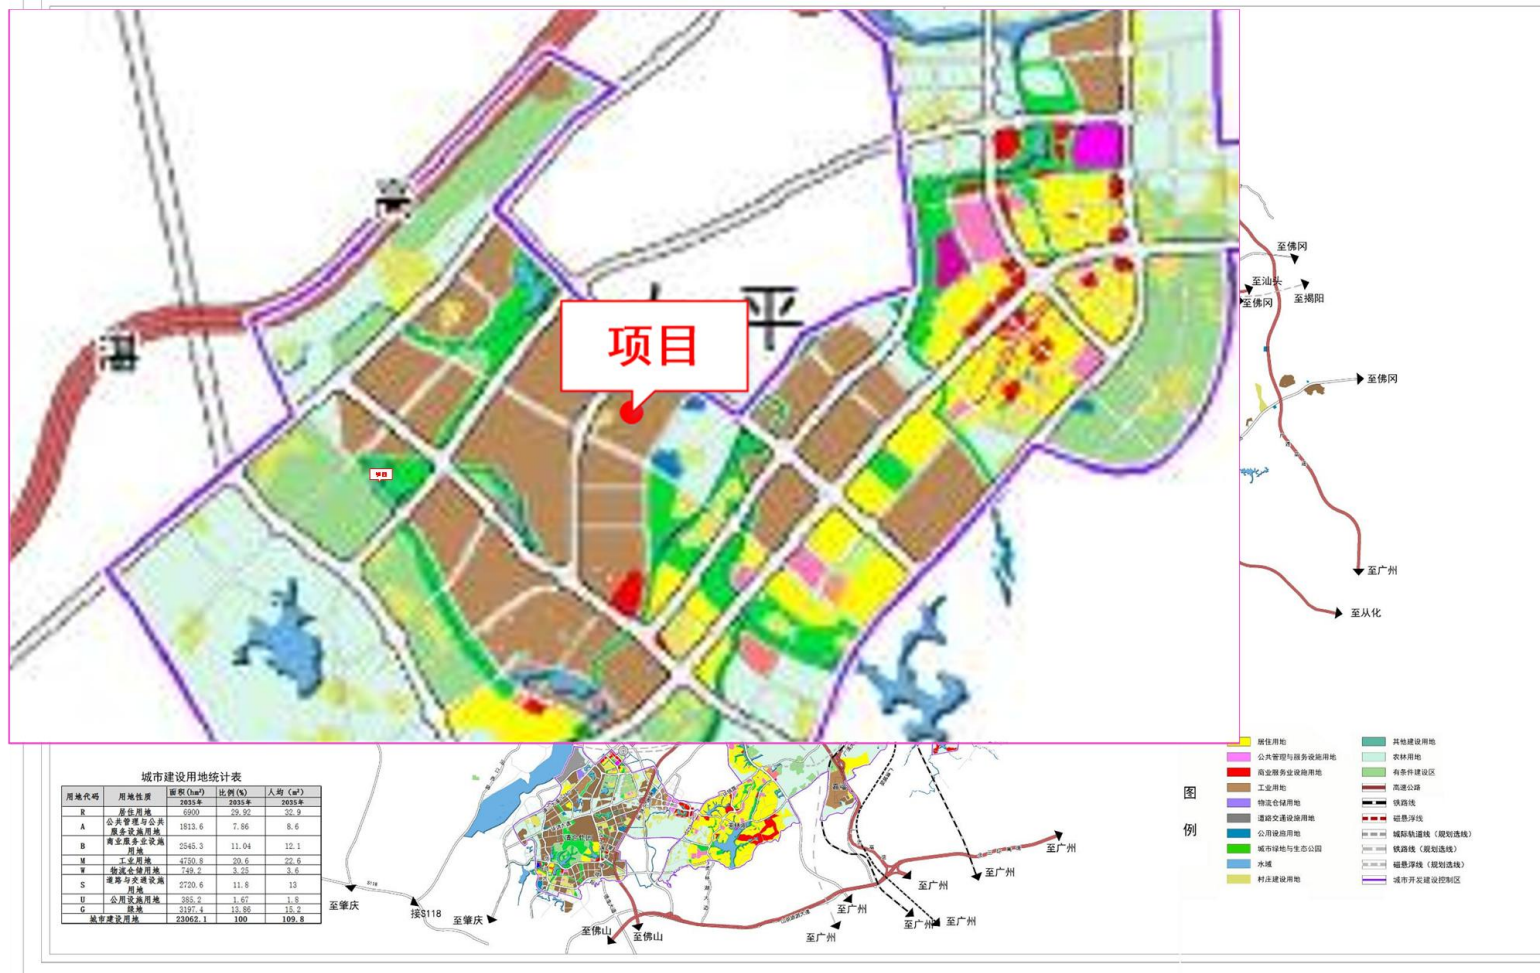 高
太 平
清
项目
项目
至佛冈
至汕头
至佛冈
至揭阳
至佛冈
至广州
至从化
城市建设用地统计表
用地代码 用地性质 面积(hm²) 比例(%) 人均(m²)
2035年 2035年 2035年
R 居住用地 6900 29.92 32.9
A 公共管理与公共服务设施用地 1813.6 7.86 8.6
B 商业服务业设施用地 2545.3 11.04 12.1
M 工业用地 4750.8 20.6 22.6
W 物流仓储用地 749.2 3.25 3.6
S 道路与交通设施用地 2720.6 11.8 13
U 公用设施用地 385.2 1.67 1.8
G 绿地 3197.4 13.86 15.2
城市建设用地 23062.1 100 109.8
至肇庆
接S118
S118
至肇庆
至佛山
至佛山
至广州
至广州
至广州
至广州
至广州
至广州
至广州
图例
居住用地
公共管理与服务设施用地
商业服务业设施用地
工业用地
物流仓储用地
道路交通设施用地
公用设施用地
城市绿地与生态公园
水域
村庄建设用地
其他建设用地
农林用地
有条件建设区
高速公路
铁路线
磁悬浮线
城际轨道线(规划选线)
铁路线(规划选线)
磁悬浮线(规划选线)
城市开发建设控制区